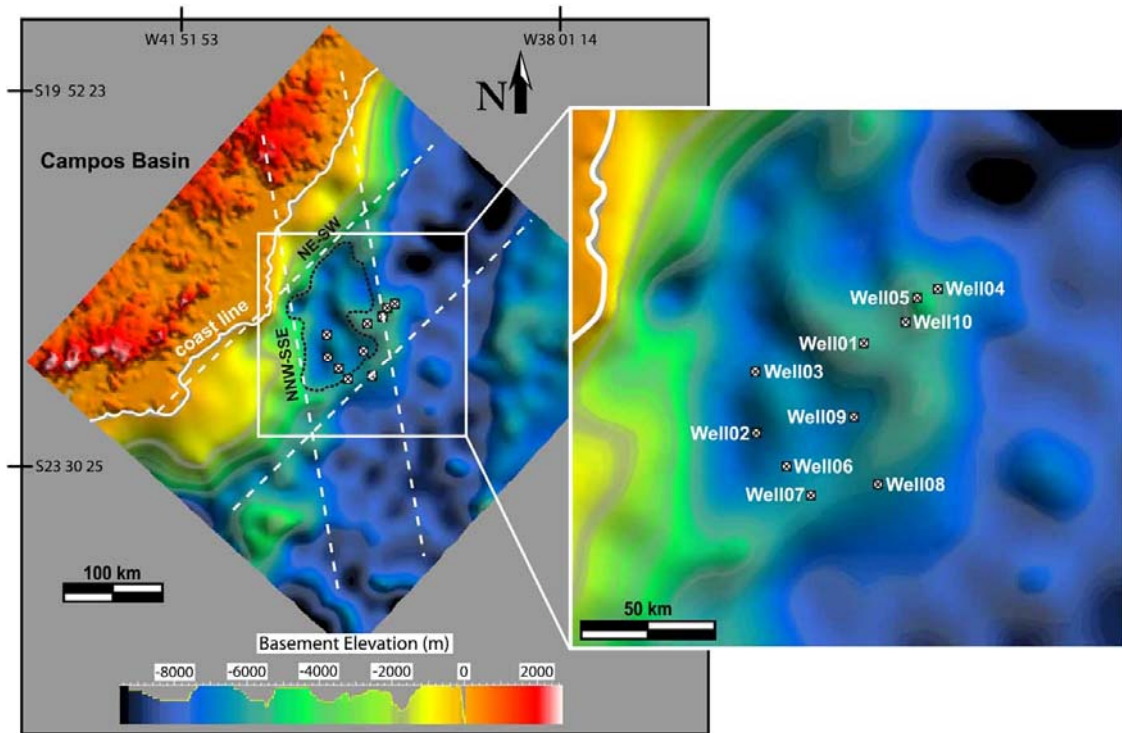 W41 51 53
W38 01 14
S19 52 23
N
Campos Basin
NE-SW
coast line
NNW-SSE
Well04
Well05
Well10
Well01
Well03
Well09
Well02
Well06
Well07
Well08
S23 30 25
100 km
50 km
Basement Elevation (m)
-8000 -6000 -4000 -2000 0 2000